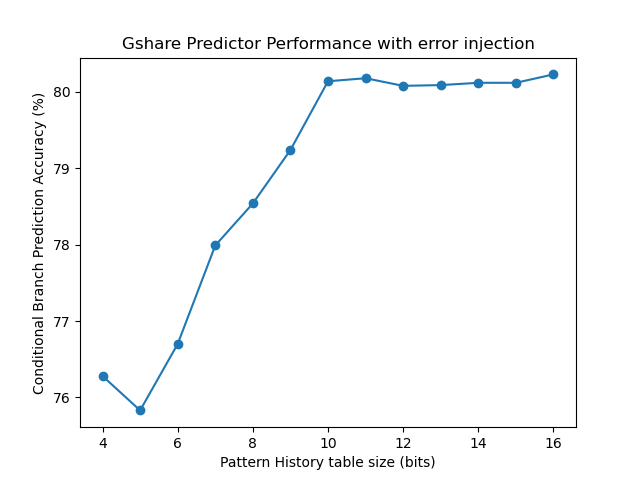 Gshare Predictor Performance with error injection
Conditional Branch Prediction Accuracy (%)
80
79
78
77
76
4 6 8 10 12 14 16
Pattern History table size (bits)